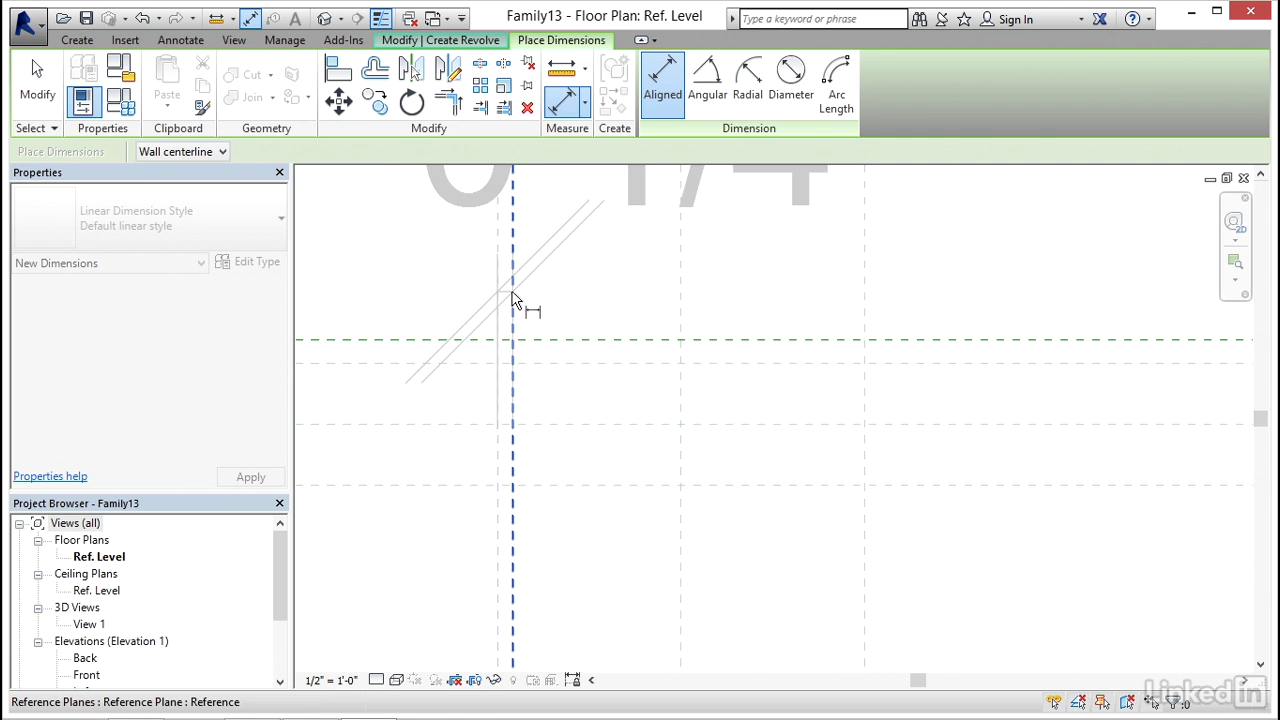 Family13 - Floor Plan: Ref. Level
Type a keyword or phrase
Sign In
Create
Insert
Annotate
View
Manage
Add-Ins
Modify | Create Revolve
Place Dimensions
Modify
Paste
Cut
Join
Aligned
Angular
Radial
Diameter
Arc
Length
Select
Properties
Clipboard
Geometry
Modify
Measure
Create
Dimension
Place Dimensions
Wall centerline
Properties
Linear Dimension Style
Default linear style
New Dimensions
Edit Type
Properties help
Apply
Project Browser - Family13
Views (all)
Floor Plans
Ref. Level
Ceiling Plans
Ref. Level
3D Views
View 1
Elevations (Elevation 1)
Back
Front
2D
1/2" = 1'-0"
Reference Planes : Reference Plane : Reference
:0
LinkedIn